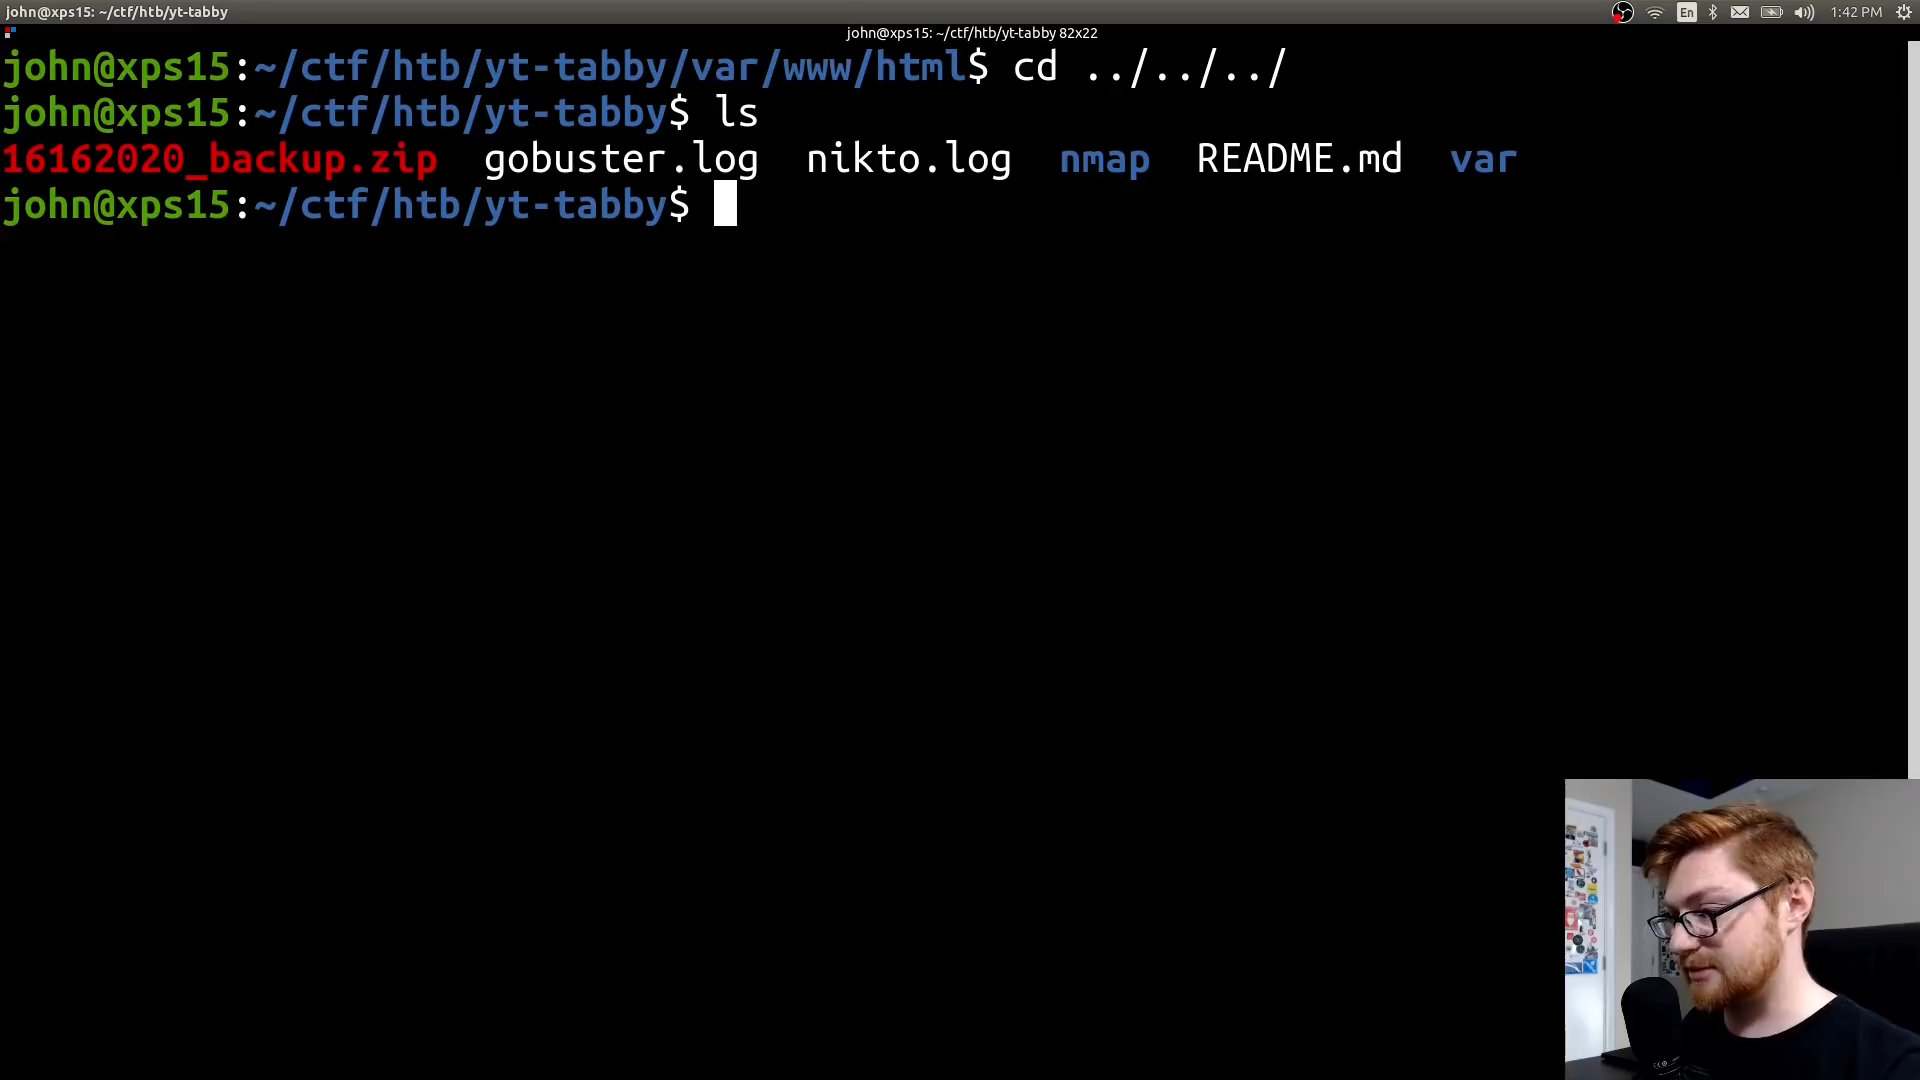 john@xps15: ~/ctf/htb/yt-tabby
En
1:42 PM
john@xps15: ~/ctf/htb/yt-tabby 82x22
john@xps15:~/ctf/htb/yt-tabby/var/www/html$ cd ../../../
john@xps15:~/ctf/htb/yt-tabby$ ls
16162020_backup.zip gobuster.log nikto.log nmap README.md var
john@xps15:~/ctf/htb/yt-tabby$